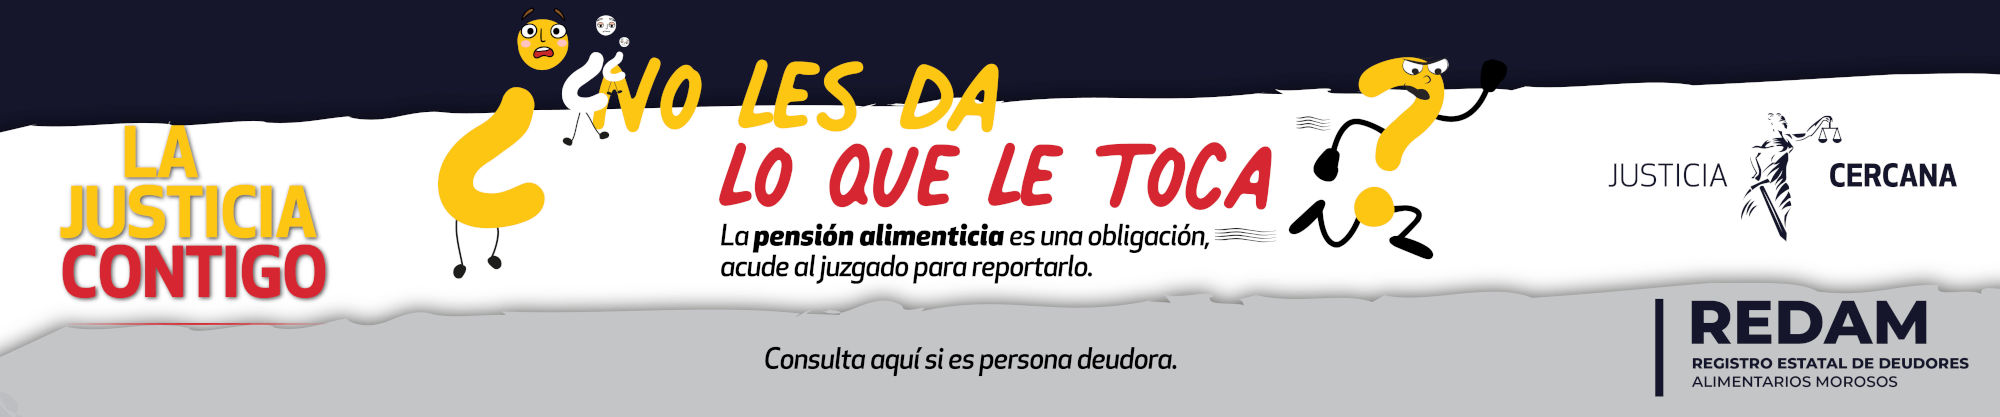 LA
JUSTICIA
CONTIGO
¿NO LES DA
LO QUE LE TOCA?
La pensión alimenticia es una obligación,
acude al juzgado para reportarlo.
Consulta aquí si es persona deudora.
JUSTICIA CERCANA
REDAM
REGISTRO ESTATAL DE DEUDORES
ALIMENTARIOS MOROSOS